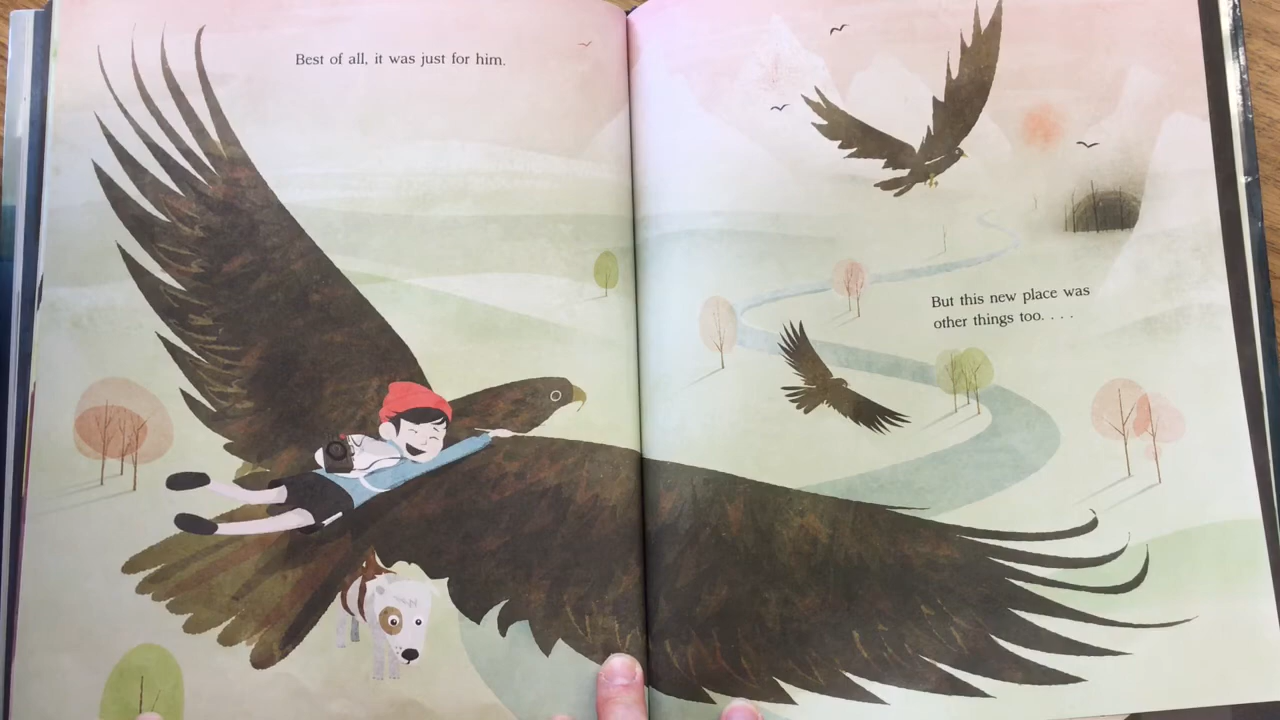 Best of all, it was just for him.
But this new place was
other things too. . . .